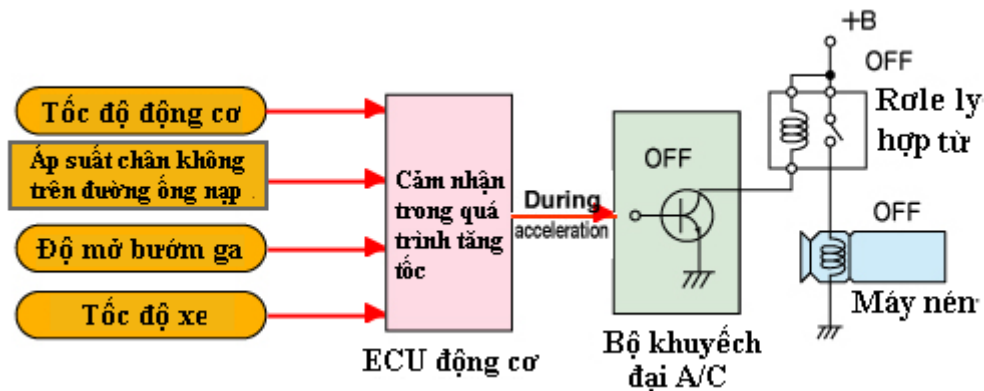 Tốc độ động cơ
Áp suất chân không
trên đường ống nạp
Độ mở bướm ga
Tốc độ xe
Cảm nhận
trong quá
trình tăng
tốc
ECU động cơ
During
acceleration
OFF
Bộ khuyếch
đại A/C
+B
OFF
Rơle ly
hợp từ
OFF
Máy nén